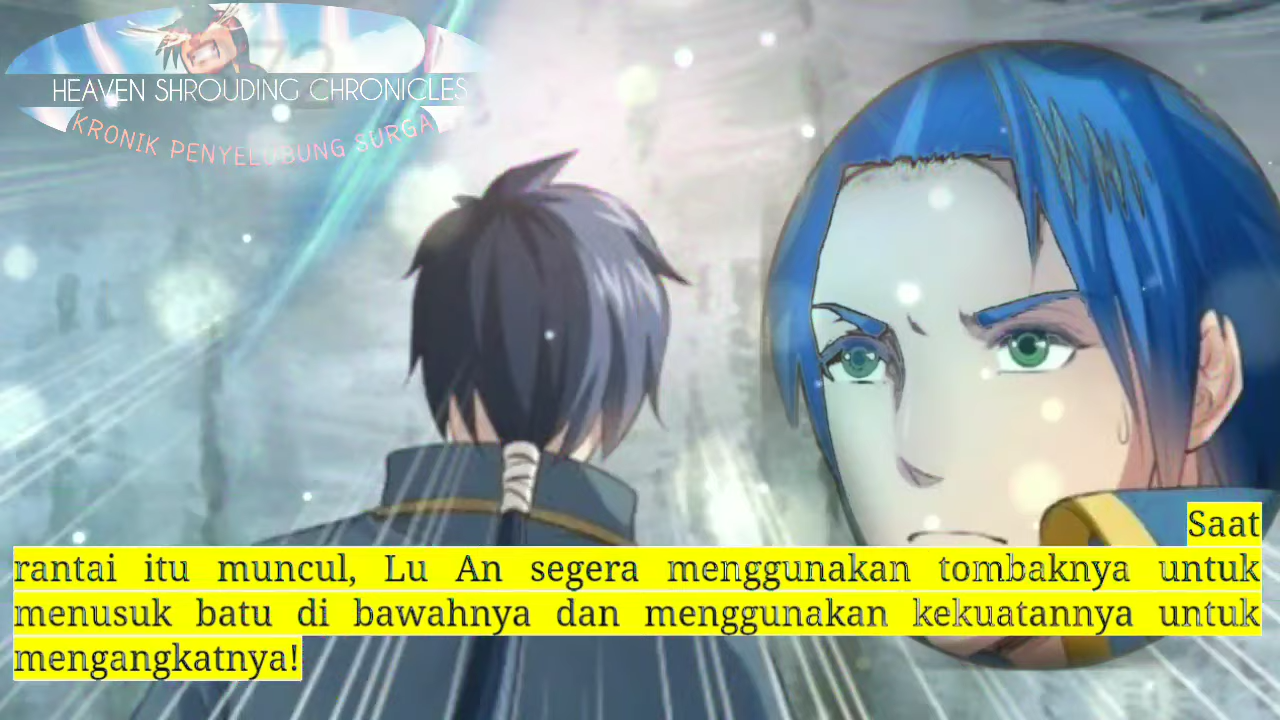 73
HEAVEN SHROUDING CHRONICLES
KRONIK PENYELUBUNG SURGA
Saat
rantai itu muncul, Lu An segera menggunakan tombaknya untuk
menusuk batu di bawahnya dan menggunakan kekuatannya untuk
mengangkatnya!